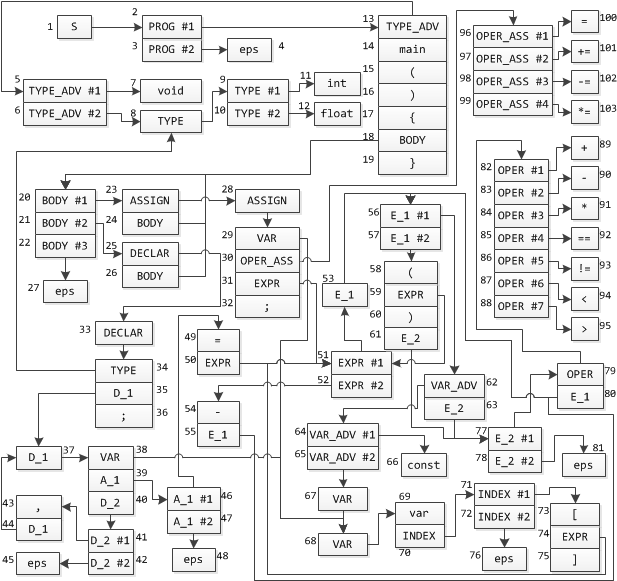 1 S
2 PROG #1
3 PROG #2
eps 4
13 TYPE_ADV
14 main
15 (
16 )
17 {
18 BODY
19 }
96 OPER_ASS #1
97 OPER_ASS #2
98 OPER_ASS #3
99 OPER_ASS #4
= 100
+= 101
-= 102
*= 103
5 TYPE_ADV #1
6 TYPE_ADV #2
7 void
8 TYPE
9 TYPE #1
10 TYPE #2
11 int
12 float
82 OPER #1
83 OPER #2
84 OPER #3
85 OPER #4
86 OPER #5
87 OPER #6
88 OPER #7
+ 89
- 90
* 91
== 92
!= 93
< 94
> 95
20 BODY #1
21 BODY #2
22 BODY #3
23 ASSIGN
24 BODY
25 DECLAR
26 BODY
27 eps
28 ASSIGN
29 VAR
30 OPER_ASS
31 EXPR
32 ;
56 E_1 #1
57 E_1 #2
58 (
59 EXPR
60 )
61 E_2
53 E_1
33 DECLAR
TYPE 34
D_1 35
; 36
49 =
50 EXPR
51 EXPR #1
52 EXPR #2
54 -
55 E_1
VAR_ADV 62
E_2 63
OPER 79
E_1 80
64 VAR_ADV #1
65 VAR_ADV #2
66 const
77 E_2 #1
78 E_2 #2
81 eps
D_1 37
VAR 38
A_1 39
D_2 40
43 ,
44 D_1
D_2 #1 41
D_2 #2 42
45 eps
A_1 #1 46
A_1 #2 47
eps 48
67 VAR
68 VAR
69 var
INDEX 70
71 INDEX #1
72 INDEX #2
73 [
74 EXPR
75 ]
76 eps